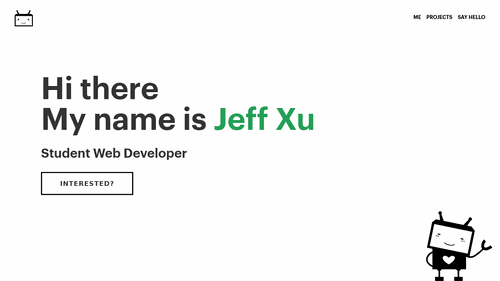 ME PROJECTS SAY HELLO
Hi there
My name is Jeff Xu
Student Web Developer
INTERESTED?